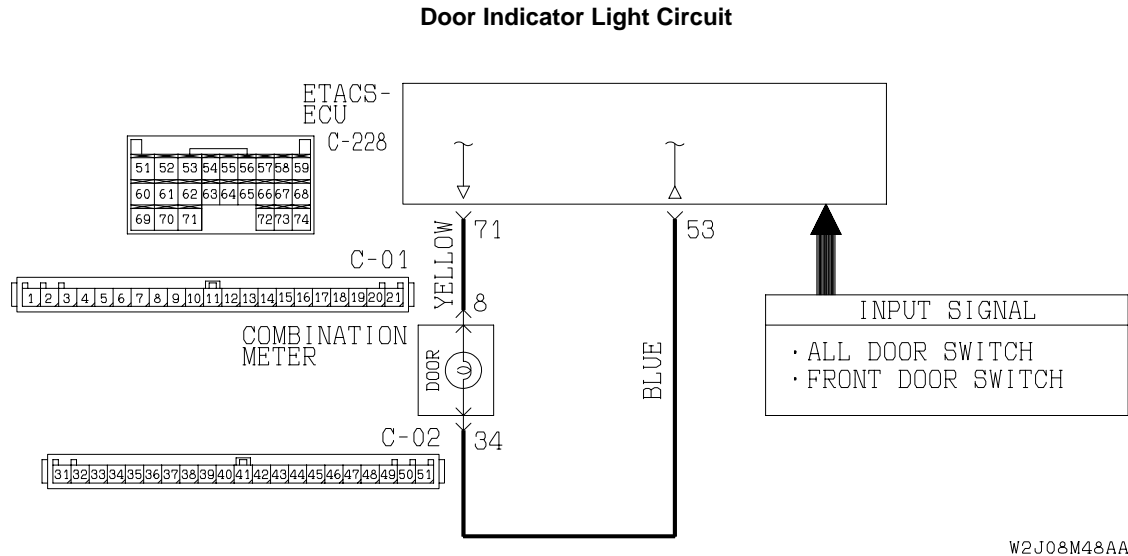 Door Indicator Light Circuit
ETACS-
ECU
C-228
51 52 53 54 55 56 57 58 59
60 61 62 63 64 65 66 67 68
69 70 71 72 73 74
71
53
YELLOW
C-01
1 2 3 4 5 6 7 8 9 10 11 12 13 14 15 16 17 18 19 20 21
8
COMBINATION
METER
DOOR
BLUE
INPUT SIGNAL
· ALL DOOR SWITCH
· FRONT DOOR SWITCH
C-02
34
31 32 33 34 35 36 37 38 39 40 41 42 43 44 45 46 47 48 49 50 51
W2J08M48AA